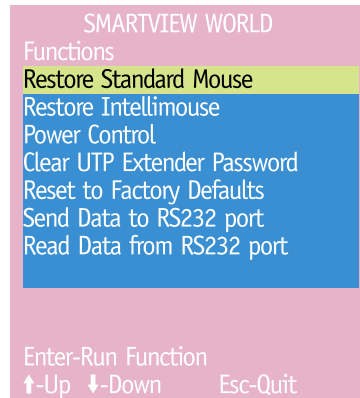 SMARTVIEW WORLD
Functions
Restore Standard Mouse
Restore Intellimouse
Power Control
Clear UTP Extender Password
Reset to Factory Defaults
Send Data to RS232 port
Read Data from RS232 port
Enter-Run Function
⬆-Up ⬇-Down Esc-Quit